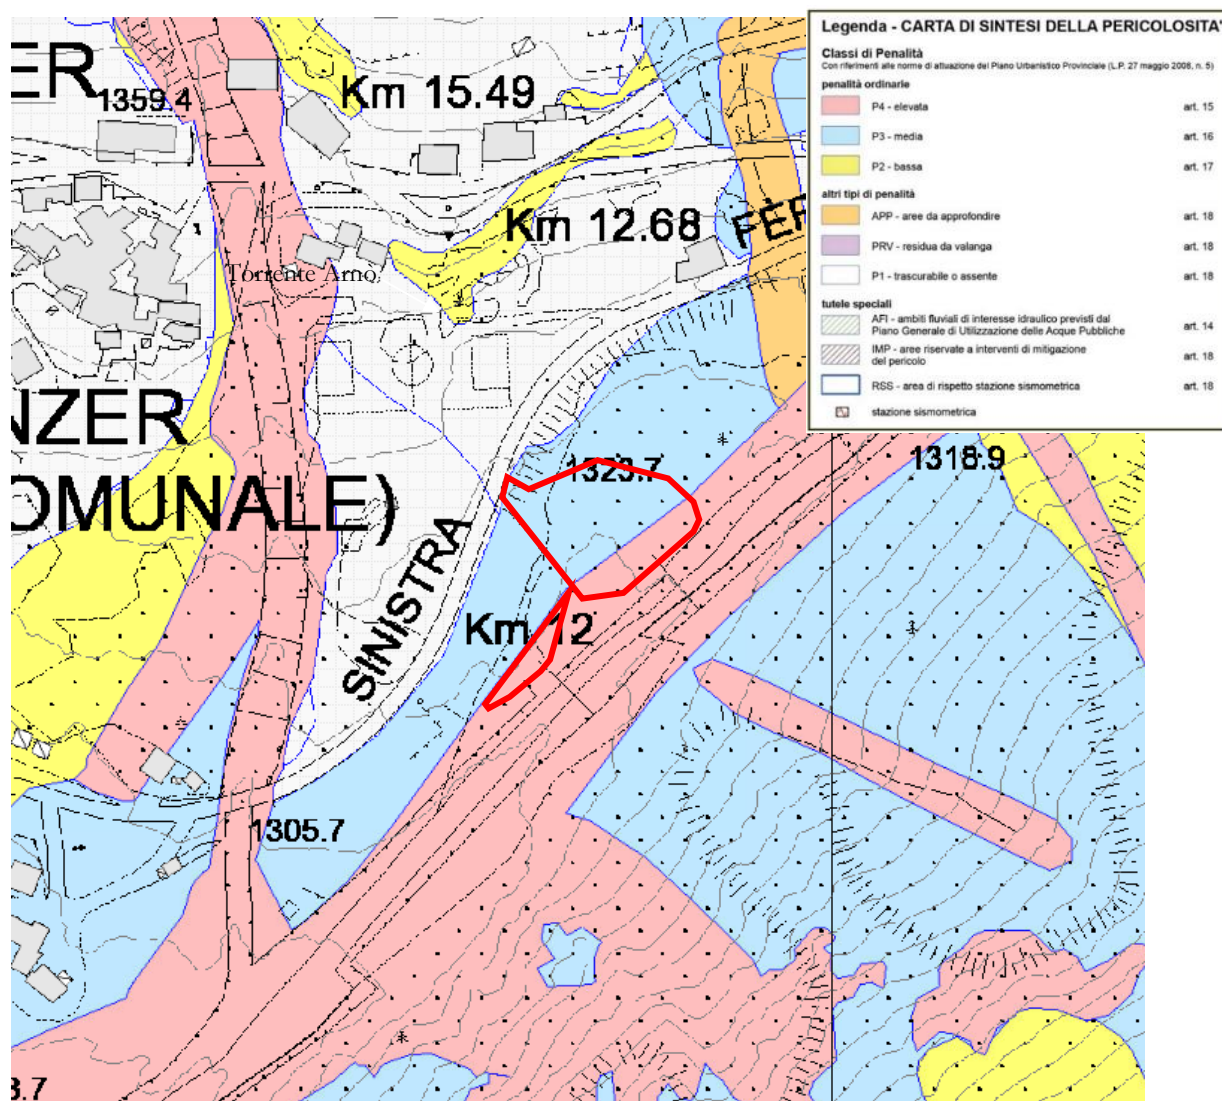 ER
1359.4
Km 15.49
Km 12.68
FÈR
Torrente Arno
NZER
OMUNALE)
SINISTRA
1323.7
1318.9
Km 12
1305.7
3.7
Legenda - CARTA DI SINTESI DELLA PERICOLOSITA'
Classi di Penalità
Con riferimenti alle norme di attuazione del Piano Urbanistico Provinciale (L.P. 27 maggio 2008, n. 5)
penalità ordinarie
P4 - elevata art. 15
P3 - media art. 16
P2 - bassa art. 17
altri tipi di penalità
APP - aree da approfondire art. 18
PRV - residua da valanga art. 18
P1 - trascurabile o assente art. 18
tutele speciali
AFI - ambiti fluviali di interesse idraulico previsti dal
Piano Generale di Utilizzazione delle Acque Pubbliche art. 14
IMP - aree riservate a interventi di mitigazione
del pericolo art. 18
RSS - area di rispetto stazione sismometrica art. 18
stazione sismometrica